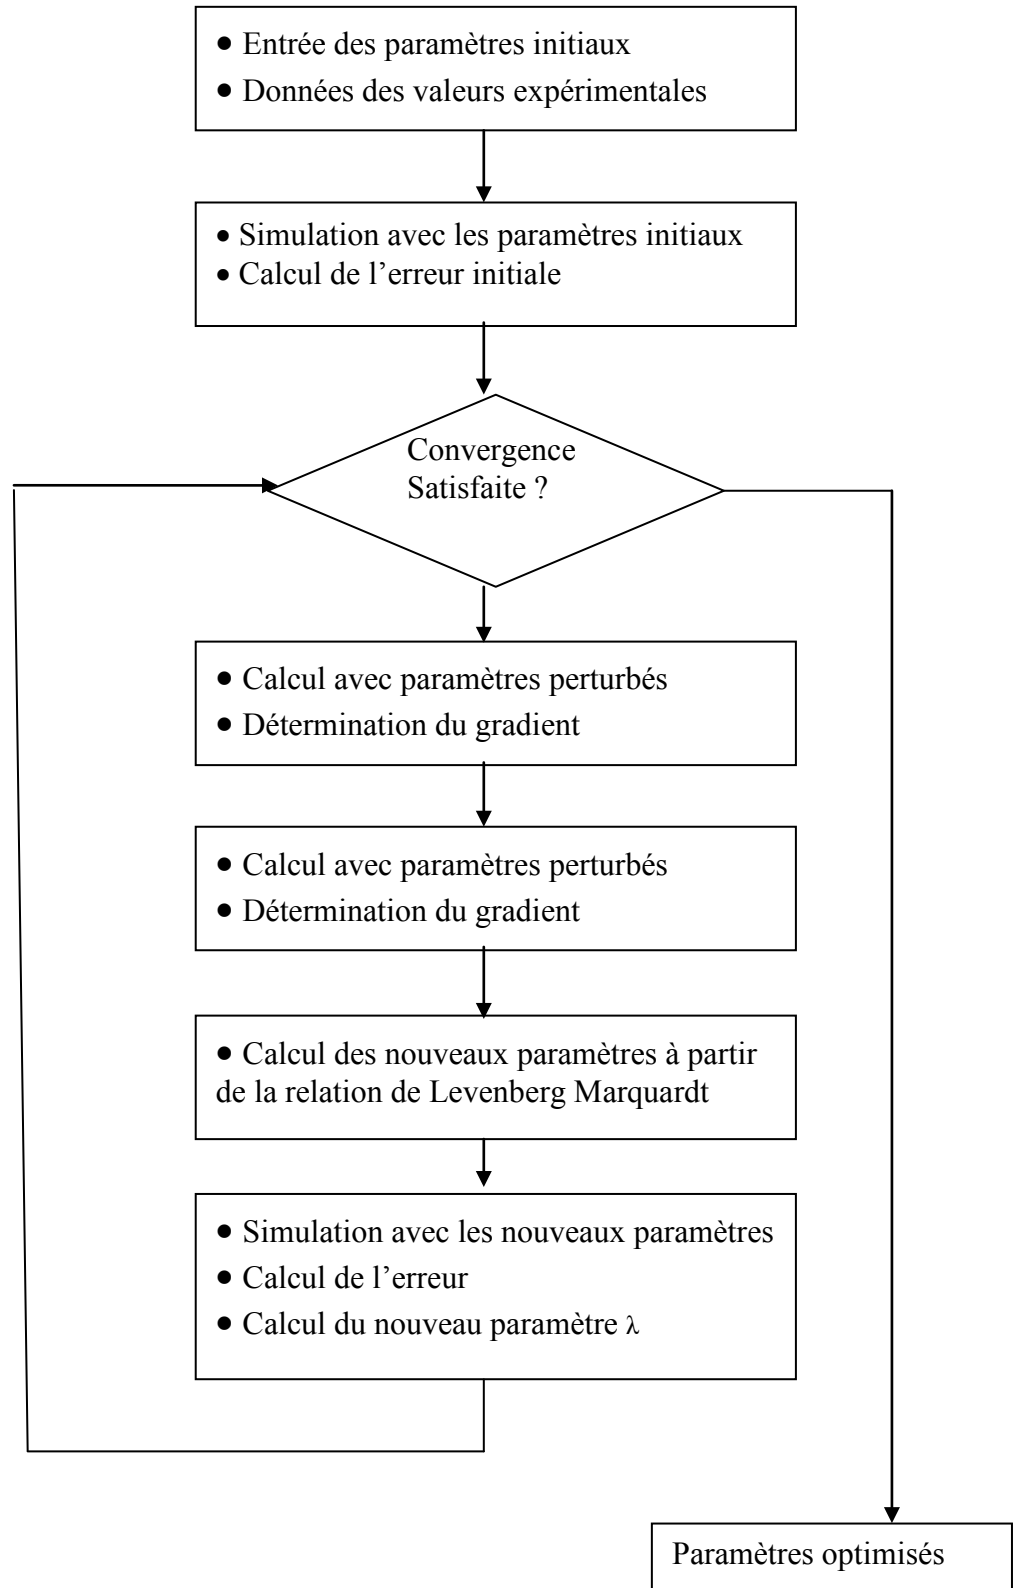 • Entrée des paramètres initiaux
• Données des valeurs expérimentales
• Simulation avec les paramètres initiaux
• Calcul de l’erreur initiale
Convergence
Satisfaite ?
• Calcul avec paramètres perturbés
• Détermination du gradient
• Calcul avec paramètres perturbés
• Détermination du gradient
• Calcul des nouveaux paramètres à partir
de la relation de Levenberg Marquardt
• Simulation avec les nouveaux paramètres
• Calcul de l’erreur
• Calcul du nouveau paramètre λ
Paramètres optimisés